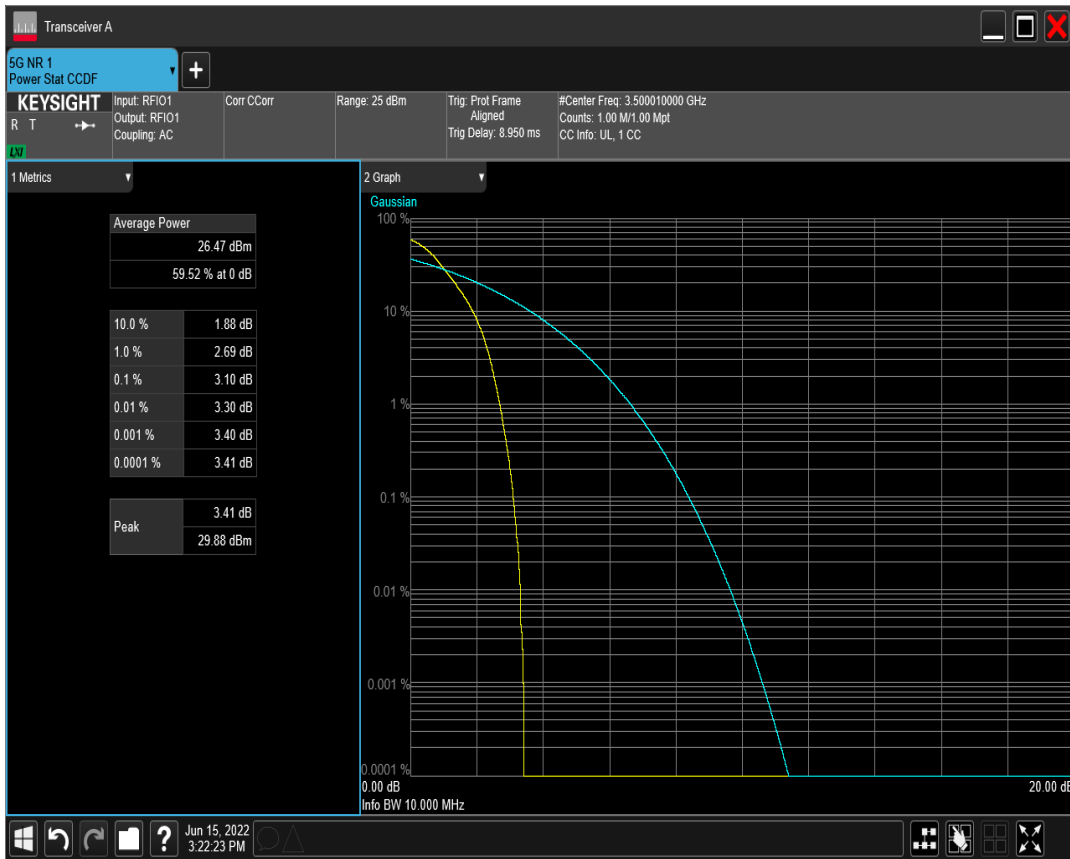 Transceiver A
5G NR 1
Power Stat CCDF
KEYSIGHT
R T
LXI
Input: RFIO1
Output: RFIO1
Coupling: AC
Corr CCorr
Range: 25 dBm
Trig: Prot Frame
Aligned
Trig Delay: 8.950 ms
#Center Freq: 3.500010000 GHz
Counts: 1.00 M/1.00 Mpt
CC Info: UL, 1 CC
1 Metrics
Average Power
26.47 dBm
59.52 % at 0 dB
10.0 % 1.88 dB
1.0 % 2.69 dB
0.1 % 3.10 dB
0.01 % 3.30 dB
0.001 % 3.40 dB
0.0001 % 3.41 dB
Peak
3.41 dB
29.88 dBm
2 Graph
Gaussian
100 %
10 %
1 %
0.1 %
0.01 %
0.001 %
0.0001 %
0.00 dB 20.00 dB
Info BW 10.000 MHz
Jun 15, 2022
3:22:23 PM